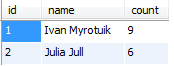 id name count
1 Ivan Myrotuik 9
2 Julia Jull 6